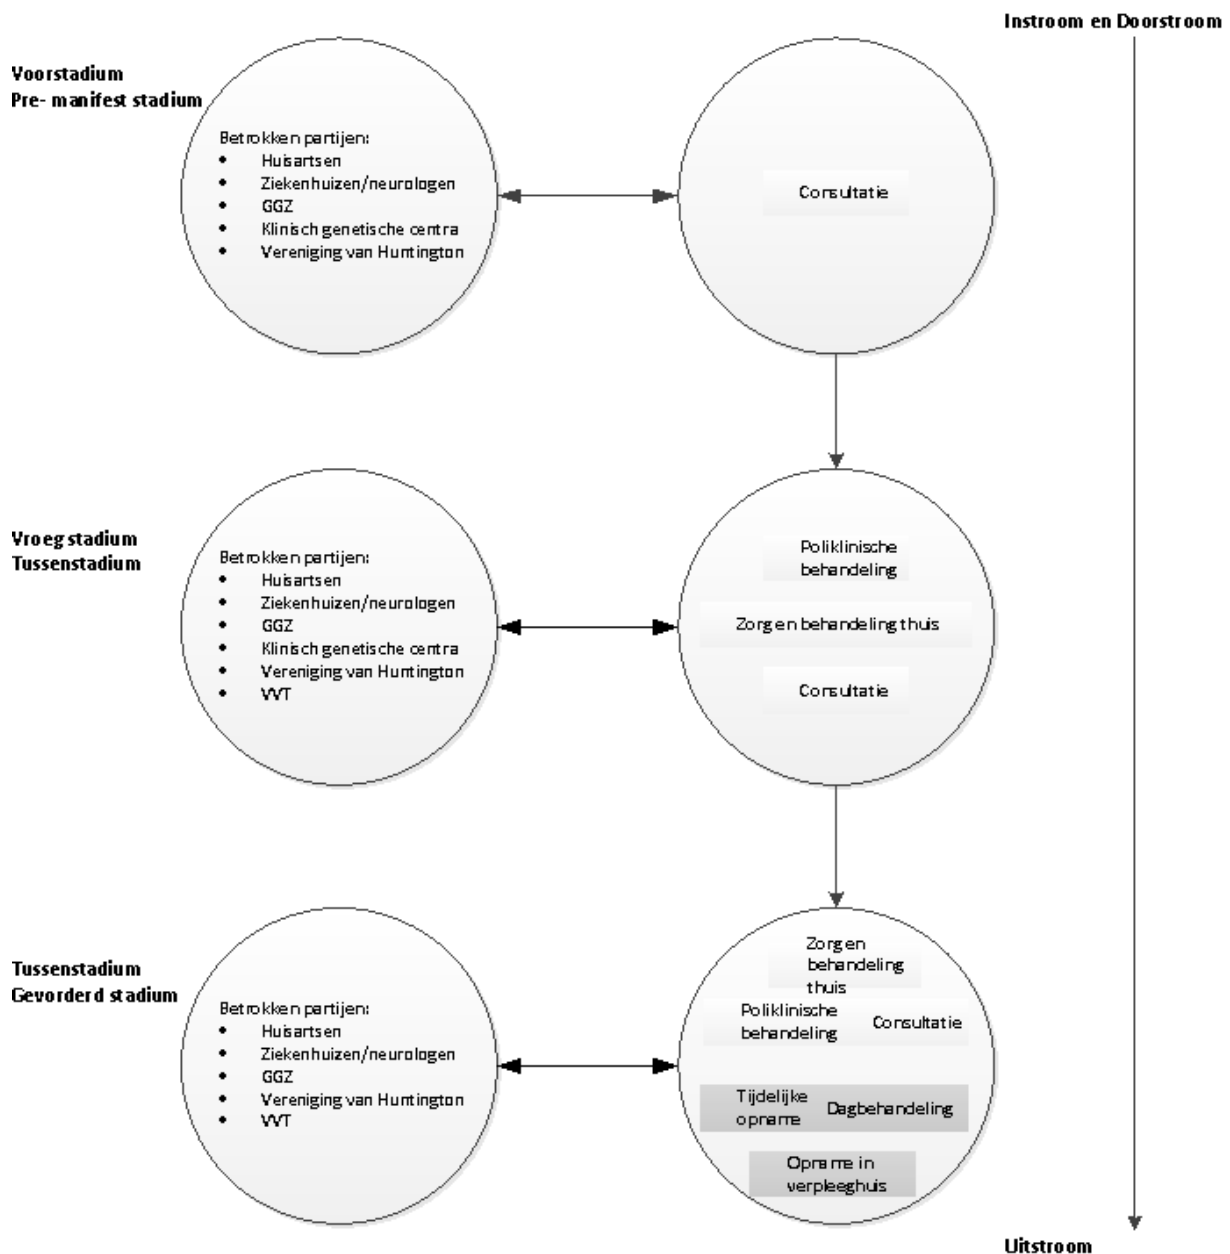 Instroom en Doorstroom
Voorstadium
Pre- manifest stadium
Betrokken partijen:
• Huisartsen
• Ziekenhuizen/neurologen
• GGZ
• Klinisch genetische centra
• Vereniging van Huntington
Consultatie
Vroeg stadium
Tussenstadium
Betrokken partijen:
• Huisartsen
• Ziekenhuizen/neurologen
• GGZ
• Klinisch genetische centra
• Vereniging van Huntington
• VVT
Poliklinische
behandeling
Zorg en behandeling thuis
Consultatie
Tussenstadium
Gevorderd stadium
Betrokken partijen:
• Huisartsen
• Ziekenhuizen/neurologen
• GGZ
• Vereniging van Huntington
• VVT
Zorg en
behandeling
thuis
Poliklinische
behandeling
Consultatie
Tijdelijke
opname
Dagbehandeling
Opname in
verpleeghuis
Uitstroom